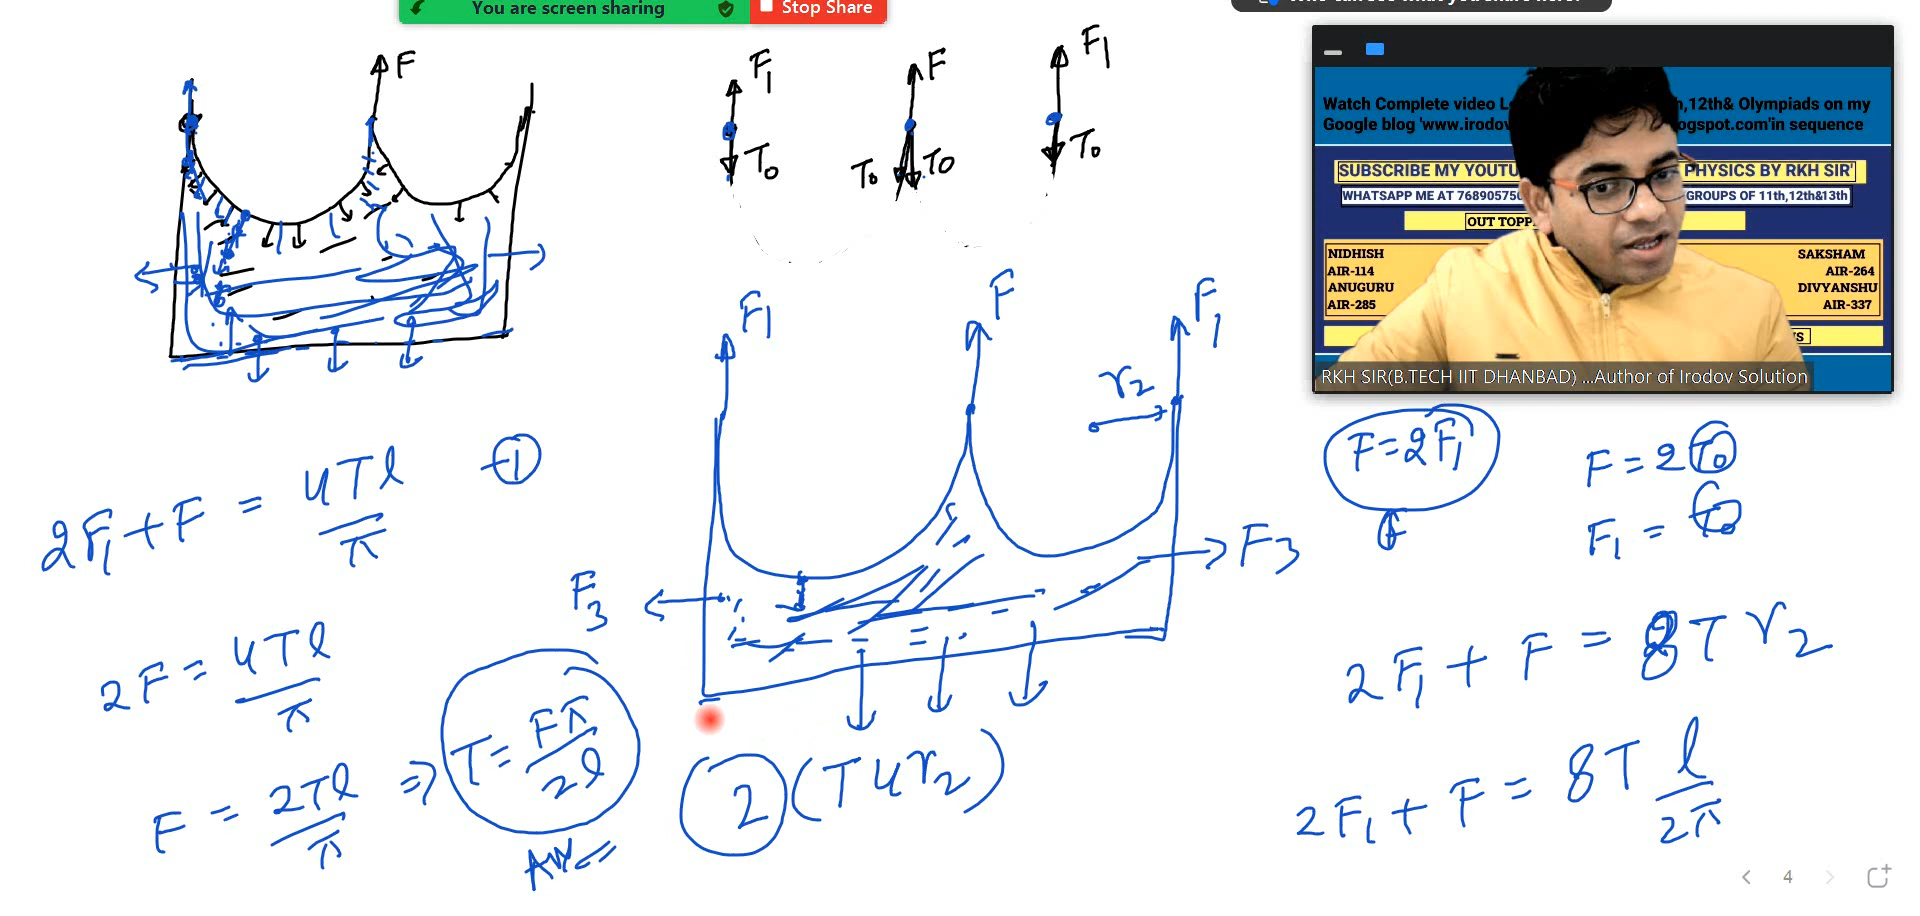 You are screen sharing
Stop Share
F
F₁
T₀
F
T₀ T₀
F₁
T₀
Watch Complete video L
h,12th& Olympiads on my
Google blog 'www.irodov
ogspot.com'in sequence
SUBSCRIBE MY YOUTU
PHYSICS BY RKH SIR'
WHATSAPP ME AT 768905750
GROUPS OF 11th,12th&13th
OUT TOPP
NIDHISH
AIR-114
ANUGURU
AIR-285
SAKSHAM
AIR-264
DIVYANSHU
AIR-337
RKH SIR(B.TECH IIT DHANBAD) ...Author of Irodov Solution
F₁
F
F₁
r₂
F₃
F₃
2F₁ + F = 4Tl/π -①
2F = 4Tl/π
F = 2Tl/π ⇒ T = Fπ/2l
Ans
2 (T4r₂)
F = 2F₁
F = 2T₀
F₁ = T₀
2F₁ + F = 8Tr₂
2F₁ + F = 8T l/2π
4